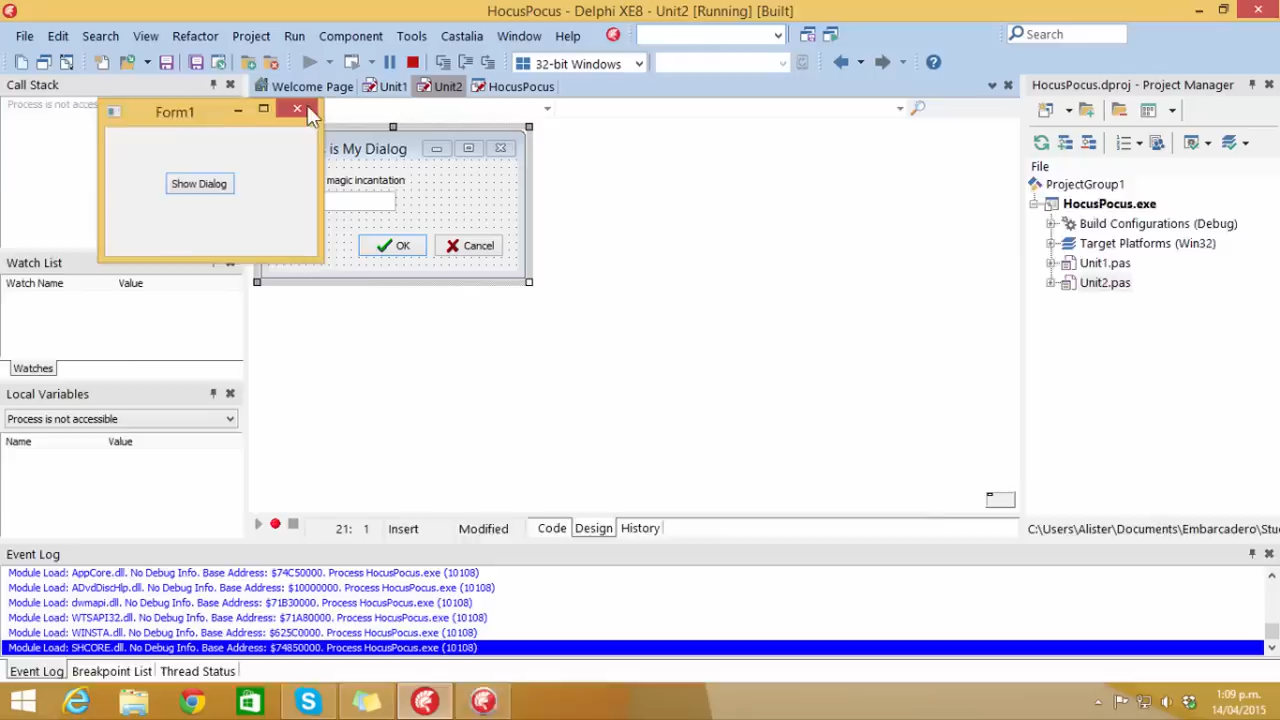 HocusPocus - Delphi XE8 - Unit2 [Running] [Built]
File Edit Search View Refactor Project Run Component Tools Castalia Window Help
Search
32-bit Windows
Call Stack
Process is not acces
Welcome Page Unit1 Unit2 HocusPocus
HocusPocus.dproj - Project Manager
Form1
Show Dialog
is My Dialog
magic incantation
OK Cancel
File
ProjectGroup1
HocusPocus.exe
Build Configurations (Debug)
Target Platforms (Win32)
Unit1.pas
Unit2.pas
Watch List
Watch Name Value
Watches
Local Variables
Process is not accessible
Name Value
21: 1 Insert Modified Code Design History
C:\Users\Alister\Documents\Embarcadero\Stu
Event Log
Module Load: AppCore.dll. No Debug Info. Base Address: $74C50000. Process HocusPocus.exe (10108)
Module Load: ADvdDiscHlp.dll. No Debug Info. Base Address: $10000000. Process HocusPocus.exe (10108)
Module Load: dwmapi.dll. No Debug Info. Base Address: $71B30000. Process HocusPocus.exe (10108)
Module Load: WTSAPI32.dll. No Debug Info. Base Address: $71A80000. Process HocusPocus.exe (10108)
Module Load: WINSTA.dll. No Debug Info. Base Address: $625C0000. Process HocusPocus.exe (10108)
Module Load: SHCORE.dll. No Debug Info. Base Address: $74850000. Process HocusPocus.exe (10108)
Event Log Breakpoint List Thread Status
1:09 p.m.
14/04/2015